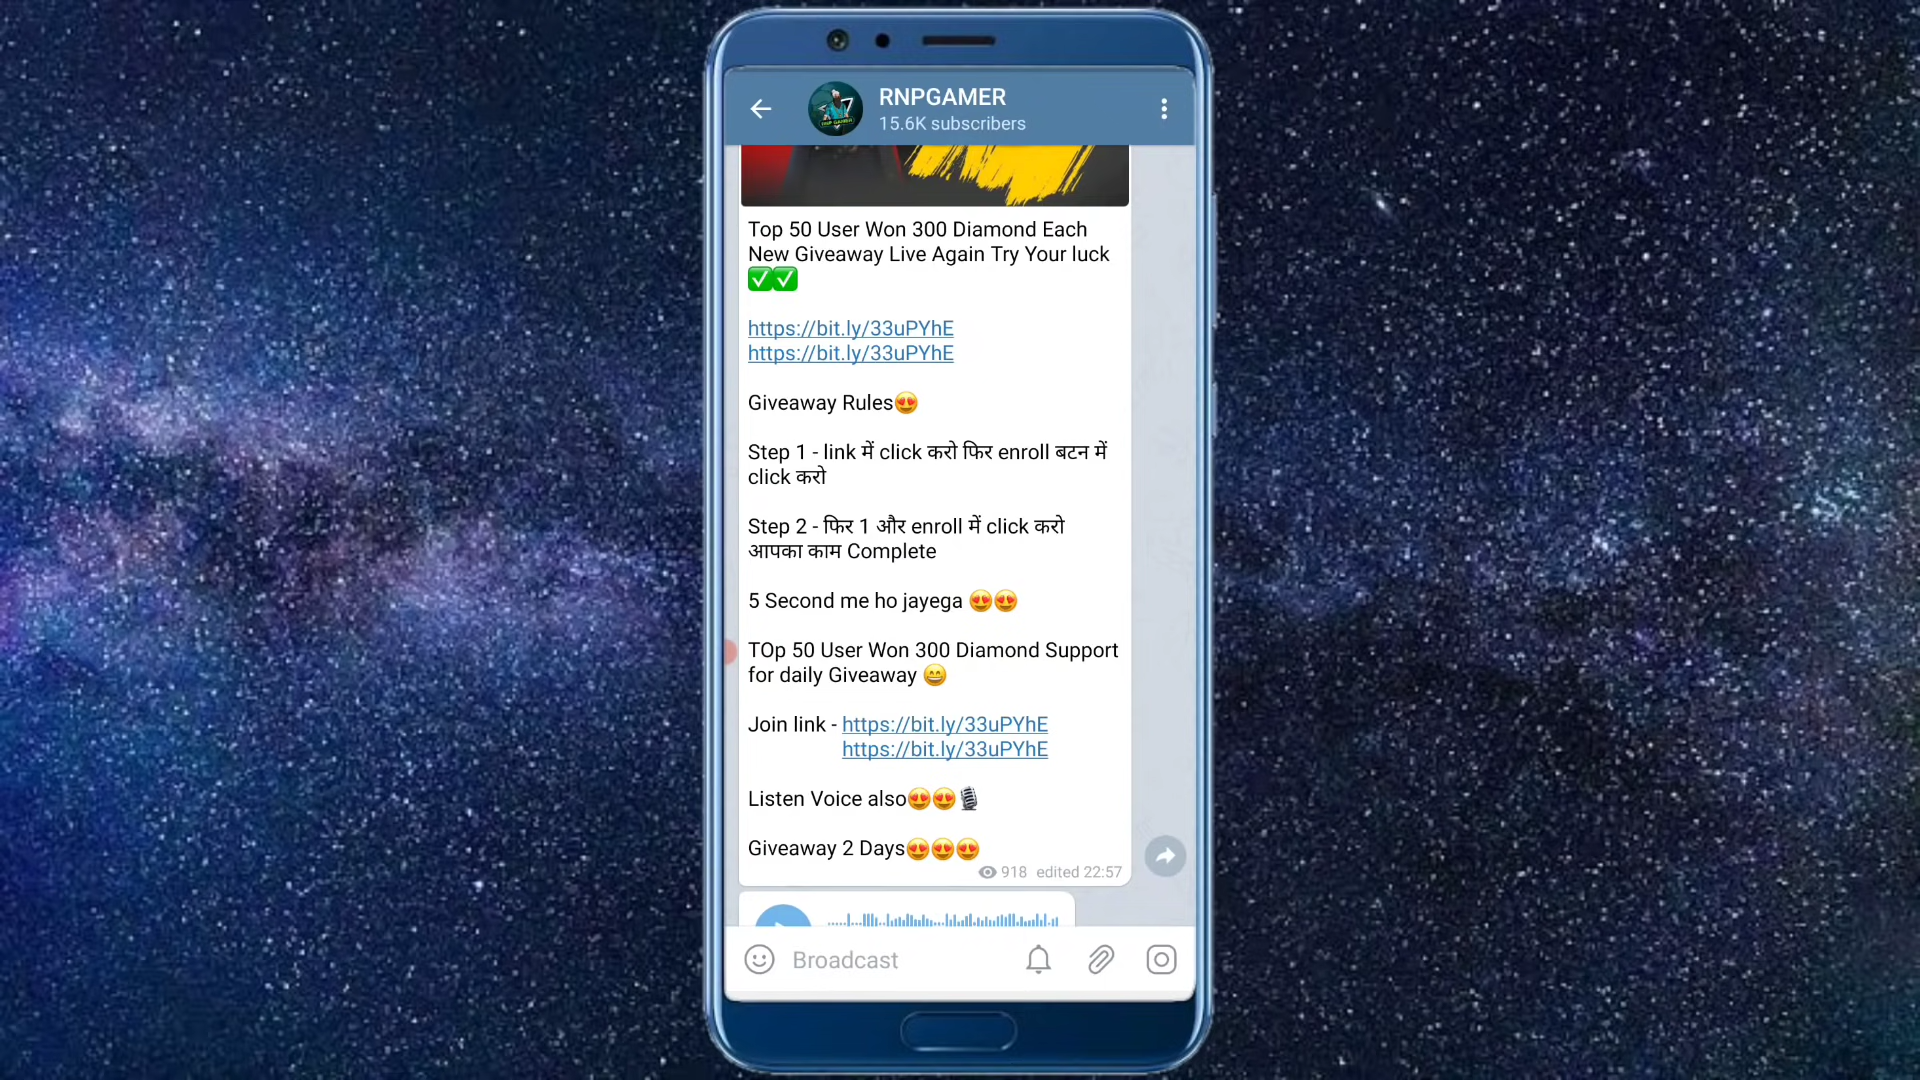 RNPGAMER
15.6K subscribers
Top 50 User Won 300 Diamond Each
New Giveaway Live Again Try Your luck
✅✅
https://bit.ly/33uPYhE
https://bit.ly/33uPYhE
Giveaway Rules😍
Step 1 - link में click करो फिर enroll बटन में
click करो
Step 2 - फिर 1 और enroll में click करो
आपका काम Complete
5 Second me ho jayega 😍😍
TOp 50 User Won 300 Diamond Support
for daily Giveaway 😄
Join link - https://bit.ly/33uPYhE
https://bit.ly/33uPYhE
Listen Voice also😍😍🎙
Giveaway 2 Days😍😍😍
918 edited 22:57
Broadcast